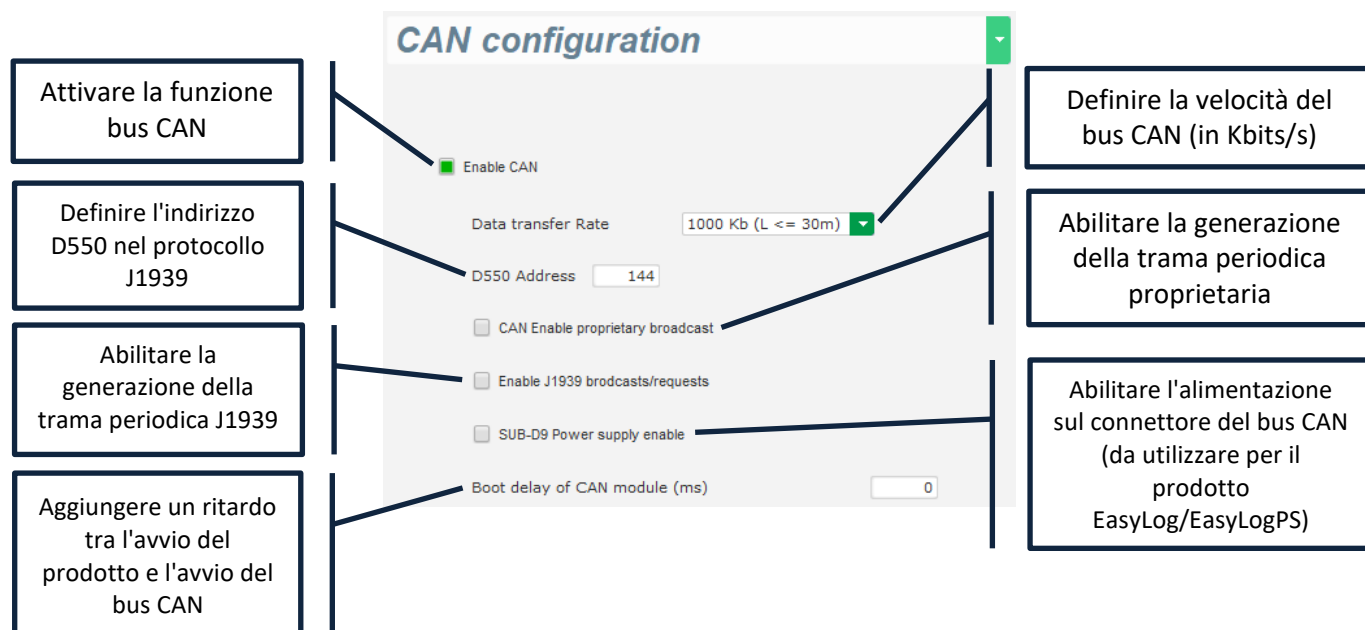 CAN configuration
Attivare la funzione
bus CAN
Definire la velocità del
bus CAN (in Kbits/s)
Enable CAN
Definire l'indirizzo
D550 nel protocollo
J1939
Data transfer Rate
1000 Kb (L <= 30m)
Abilitare la generazione
della trama periodica
proprietaria
D550 Address
144
CAN Enable proprietary broadcast
Abilitare la
generazione della
trama periodica J1939
Enable J1939 brodcasts/requests
SUB-D9 Power supply enable
Abilitare l'alimentazione
sul connettore del bus CAN
(da utilizzare per il
prodotto
EasyLog/EasyLogPS)
Boot delay of CAN module (ms)
0
Aggiungere un ritardo
tra l'avvio del
prodotto e l'avvio del
bus CAN